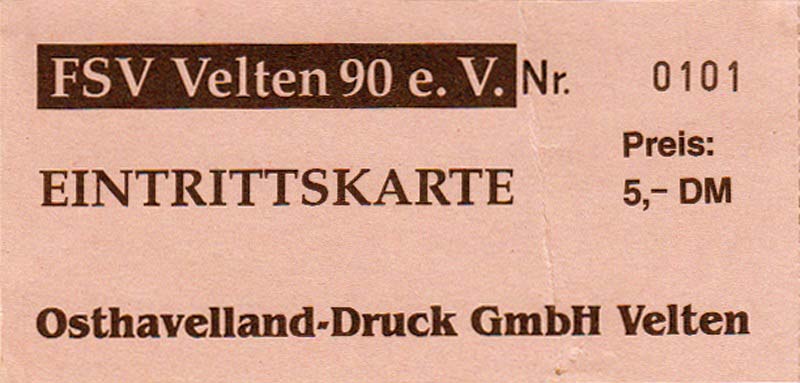 FSV Velten 90 e. V. Nr. 0101
Preis:
EINTRITTSKARTE 5,– DM
Osthavelland-Druck GmbH Velten